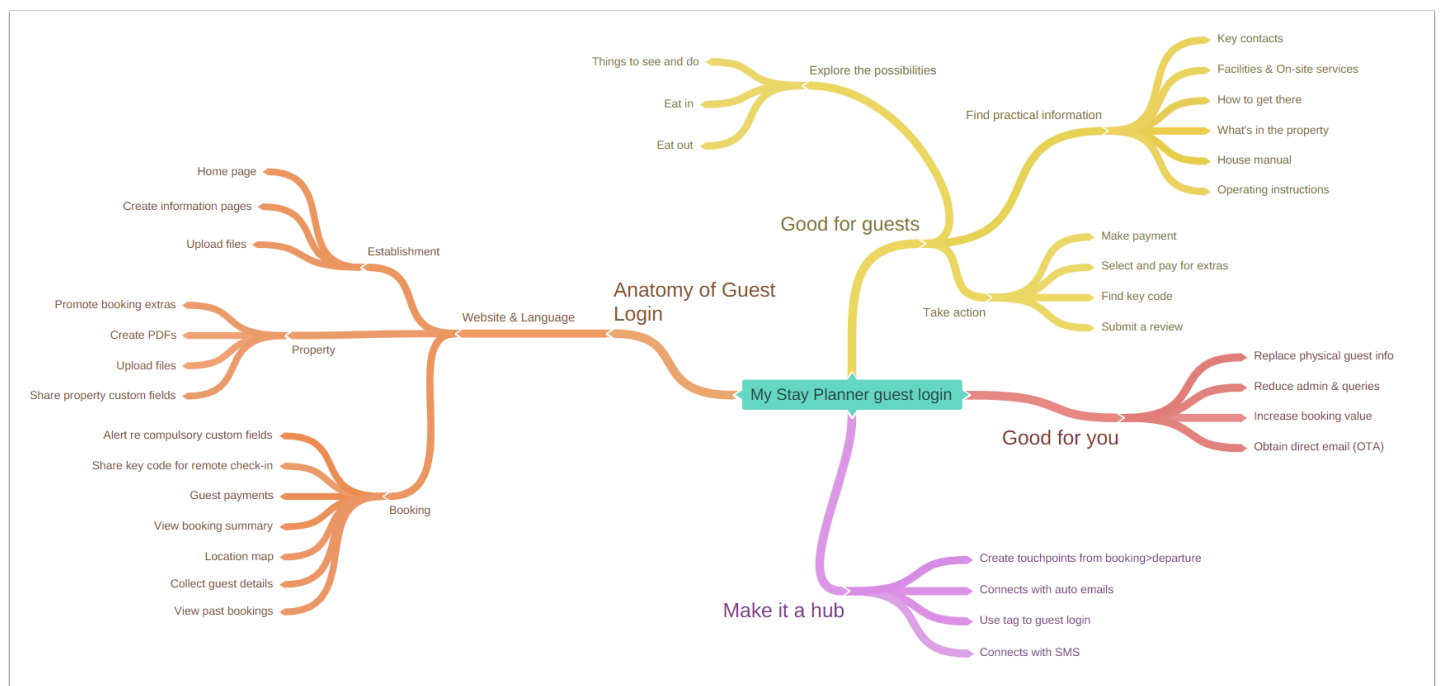 My Stay Planner guest login
Good for guests
Explore the possibilities
Things to see and do
Eat in
Eat out
Find practical information
Key contacts
Facilities & On-site services
How to get there
What's in the property
House manual
Operating instructions
Take action
Make payment
Select and pay for extras
Find key code
Submit a review
Good for you
Replace physical guest info
Reduce admin & queries
Increase booking value
Obtain direct email (OTA)
Make it a hub
Create touchpoints from booking>departure
Connects with auto emails
Use tag to guest login
Connects with SMS
Anatomy of Guest
Login
Website & Language
Establishment
Home page
Create information pages
Upload files
Property
Promote booking extras
Create PDFs
Upload files
Share property custom fields
Booking
Alert re compulsory custom fields
Share key code for remote check-in
Guest payments
View booking summary
Location map
Collect guest details
View past bookings